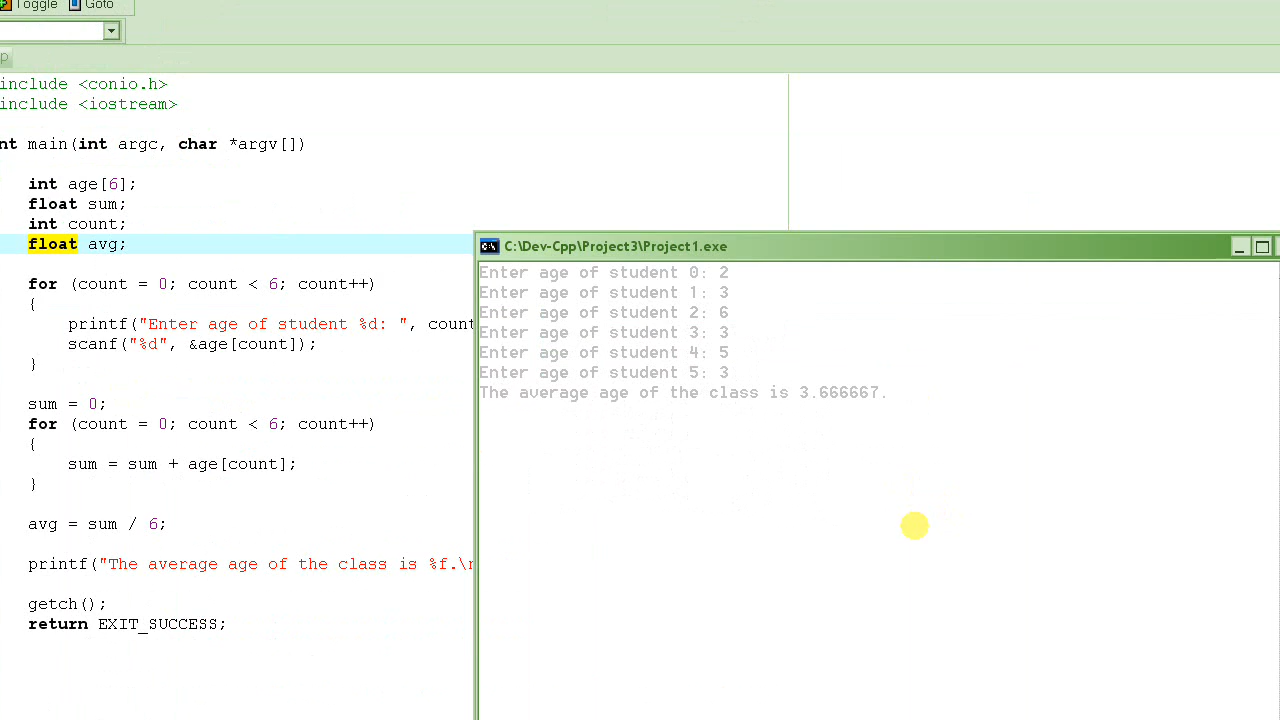 Toggle Goto
p
include <conio.h>
include <iostream>
nt main(int argc, char *argv[])
int age[6];
float sum;
int count;
float avg;
for (count = 0; count < 6; count++)
{
printf("Enter age of student %d: ", count
scanf("%d", &age[count]);
}
sum = 0;
for (count = 0; count < 6; count++)
{
sum = sum + age[count];
}
avg = sum / 6;
printf("The average age of the class is %f.\n
getch();
return EXIT_SUCCESS;
C:\Dev-Cpp\Project3\Project1.exe
Enter age of student 0: 2
Enter age of student 1: 3
Enter age of student 2: 6
Enter age of student 3: 3
Enter age of student 4: 5
Enter age of student 5: 3
The average age of the class is 3.666667.